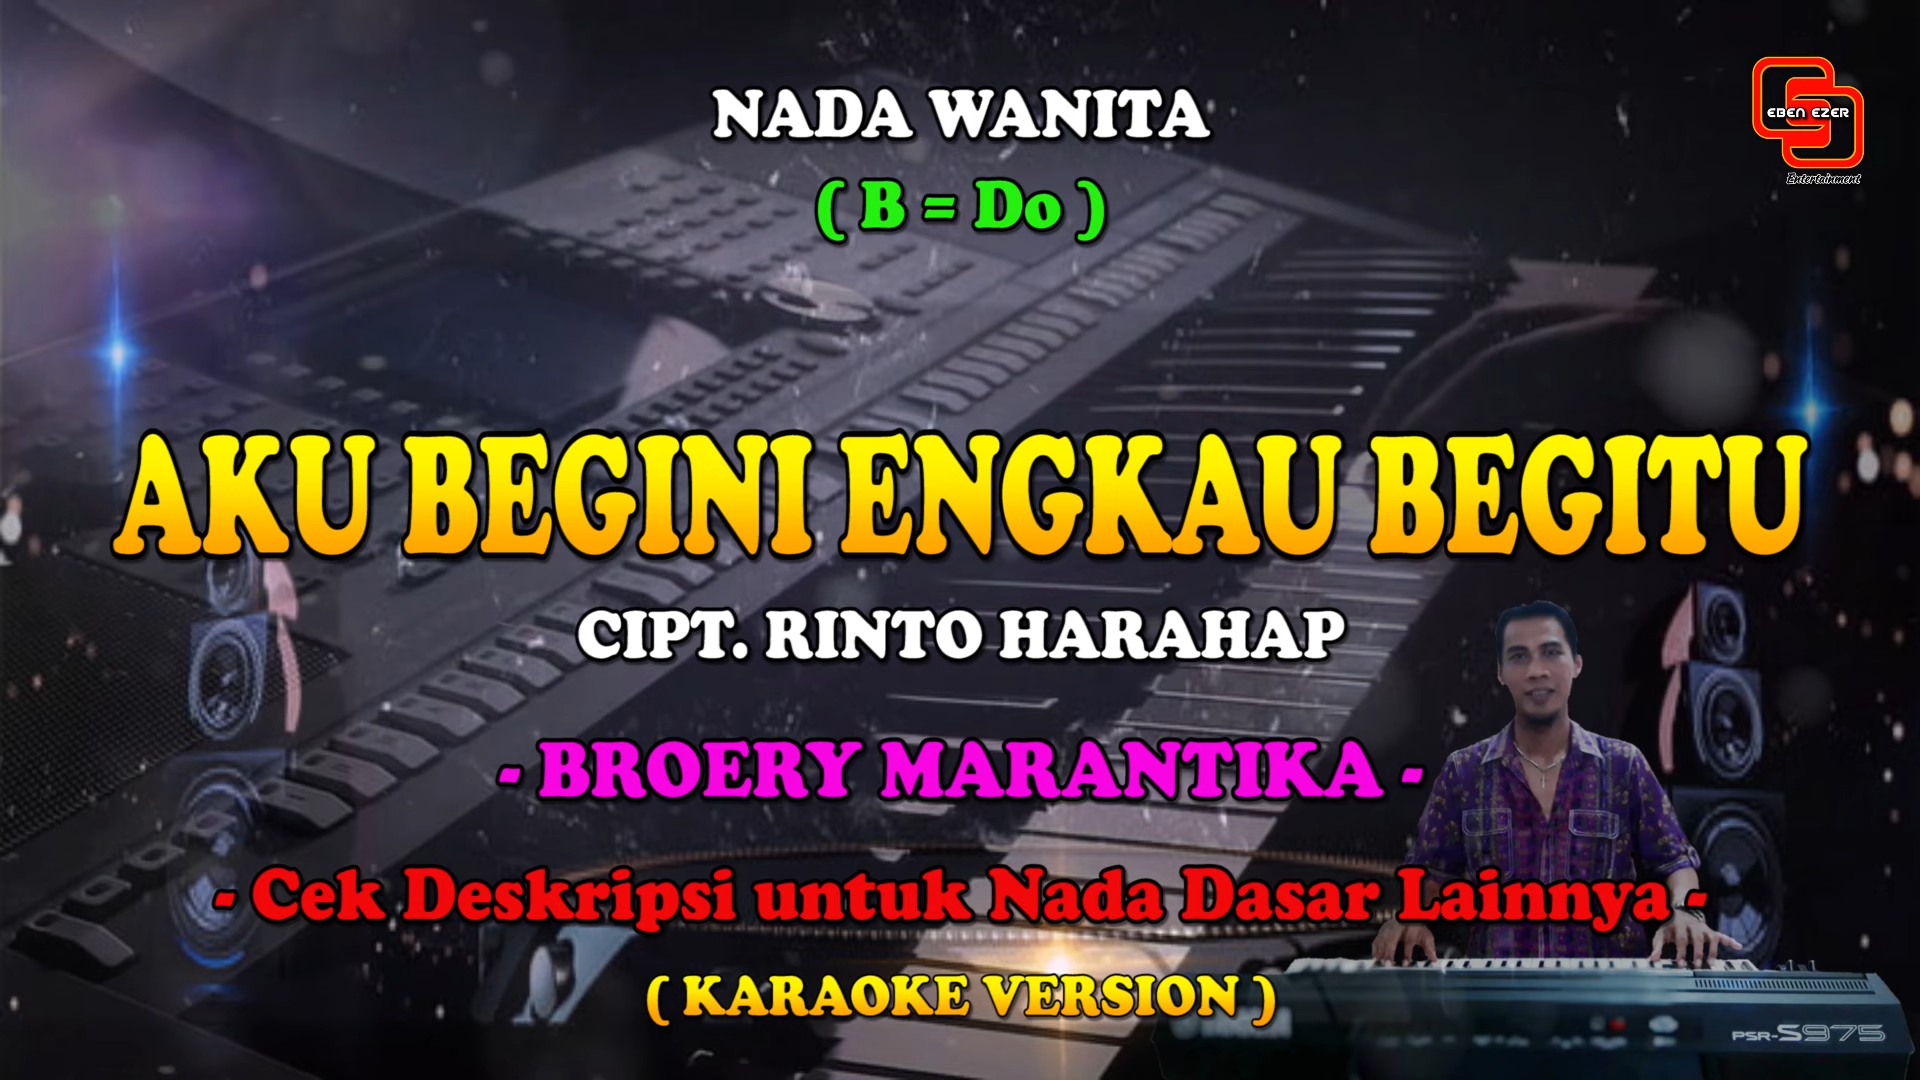 NADA WANITA
( B = Do )
EBEN EZER
Entertainment
AKU BEGINI ENGKAU BEGITU
CIPT. RINTO HARAHAP
- BROERY MARANTIKA -
- Cek Deskripsi untuk Nada Dasar Lainnya -
( KARAOKE VERSION )
PSR-S975